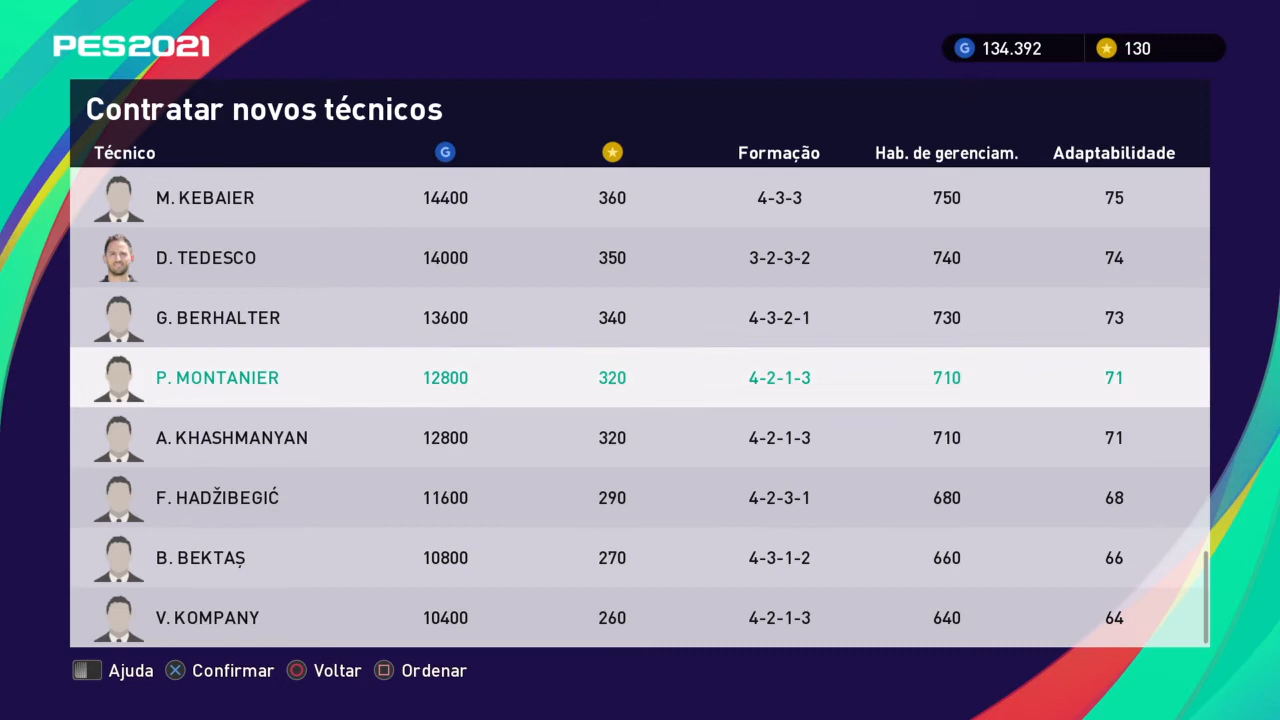 PES2021
G 134.392 130
Contratar novos técnicos
Técnico G Formação Hab. de gerenciam. Adaptabilidade
M. KEBAIER 14400 360 4-3-3 750 75
D. TEDESCO 14000 350 3-2-3-2 740 74
G. BERHALTER 13600 340 4-3-2-1 730 73
P. MONTANIER 12800 320 4-2-1-3 710 71
A. KHASHMANYAN 12800 320 4-2-1-3 710 71
F. HADŽIBEGIĆ 11600 290 4-2-3-1 680 68
B. BEKTAŞ 10800 270 4-3-1-2 660 66
V. KOMPANY 10400 260 4-2-1-3 640 64
Ajuda Confirmar Voltar Ordenar